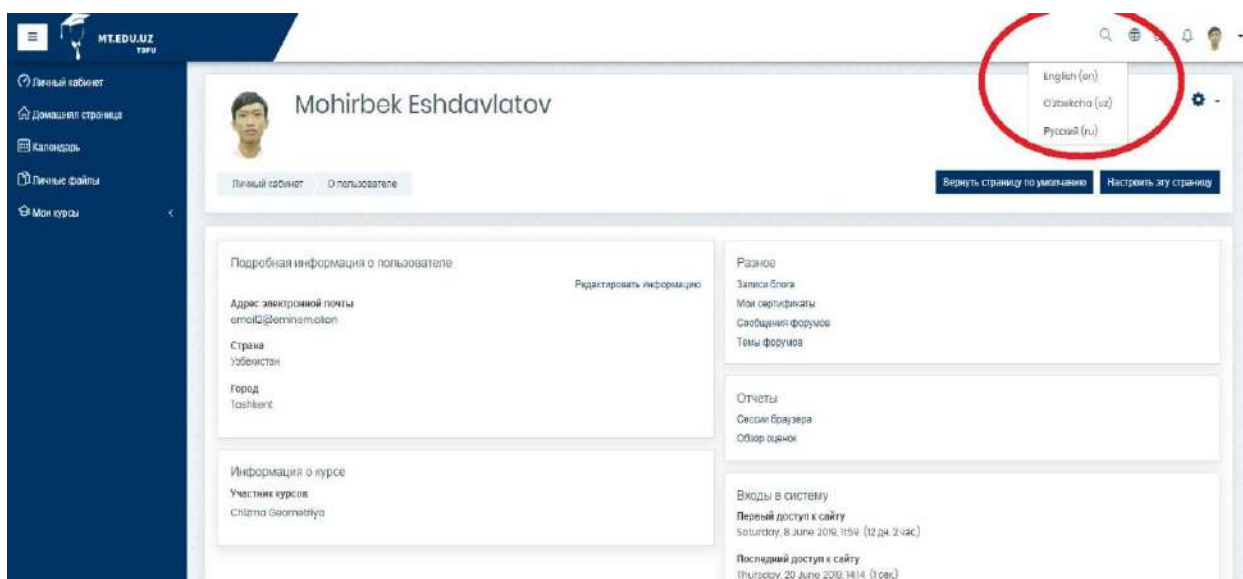 MT.EDU.UZ
TSPU
English (en)
O'zbekcha (uz)
Русский (ru)
Личный кабинет
Домашняя страница
Календарь
Личные файлы
Мои курсы
Mohirbek Eshdavlatov
Личный кабинет
О пользователе
Вернуть страницу по умолчанию
Настроить эту страницу
Подробная информация о пользователе
Редактировать информацию
Адрес электронной почты
Страна
Узбекистан
Город
Tashkent
Информация о курсе
Участник курсов
Chizma Geometriya
Разное
Записи блога
Мои сертификаты
Сообщения форумов
Темы форумов
Отчеты
Сессии браузера
Обзор оценок
Входы в систему
Первый доступ к сайту
Saturday, 8 June 2019, 11:59 (12 дн. 2 час.)
Последний доступ к сайту
Thursday, 20 June 2019, 14:14 (1 сек.)